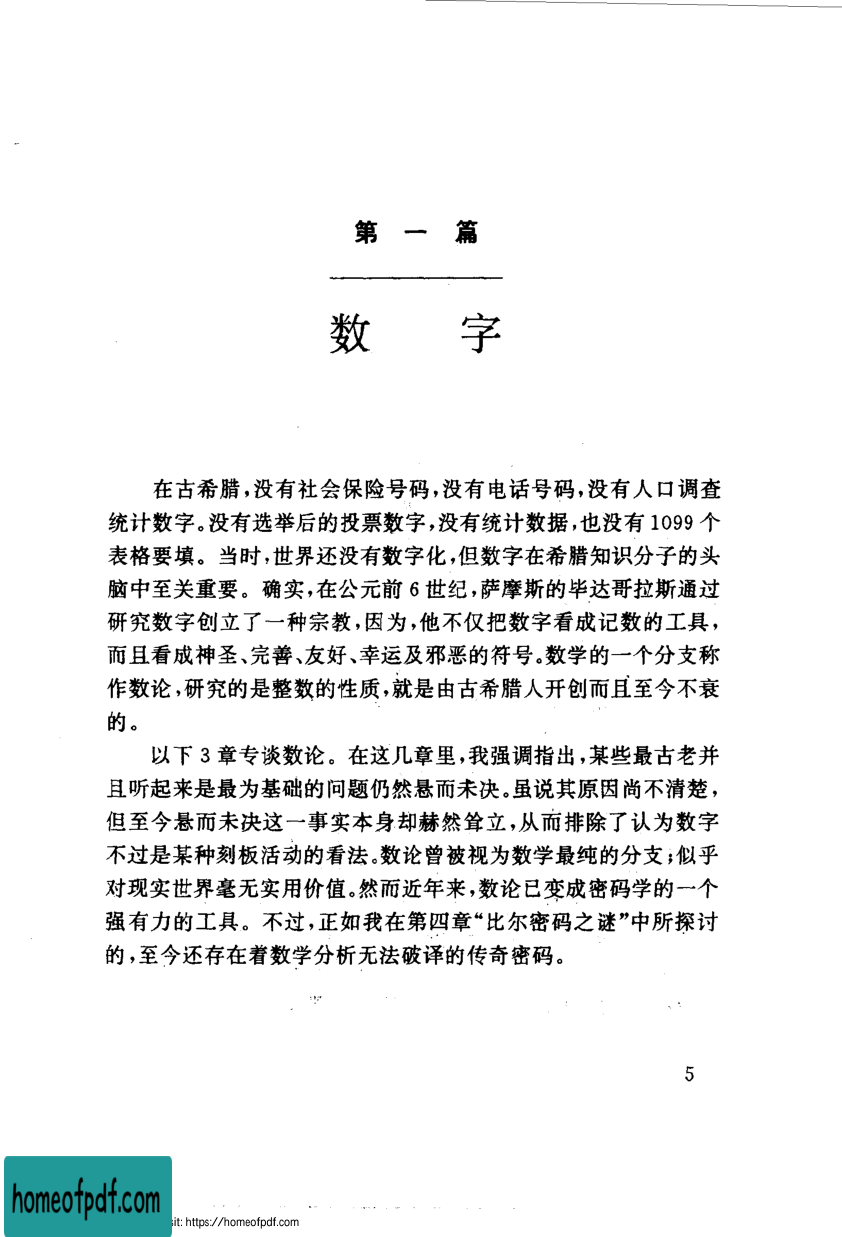 第一篇
数字
在古希腊,没有社会保险号码,没有电话号码,没有人口调查
统计数字。没有选举后的投票数字,没有统计数据,也没有1099个
表格要填。当时,世界还没有数字化,但数字在希腊知识分子的头
脑中至关重要。确实,在公元前6世纪,萨摩斯的毕达哥拉斯通过
研究数字创立了一种宗教,因为,他不仅把数字看成记数的工具,
而且看成神圣、完善、友好、幸运及邪恶的符号。数学的一个分支称
作数论,研究的是整数的性质,就是由古希腊人开创而且至今不衰
的。
以下3章专谈数论。在这几章里,我强调指出,某些最古老并
且听起来是最为基础的问题仍然悬而未决。虽说其原因尚不清楚,
但至今悬而未决这一事实本身却赫然耸立,从而排除了认为数字
不过是某种刻板活动的看法。数论曾被视为数学最纯的分支;似乎
对现实世界毫无实用价值。然而近年来,数论已变成密码学的一个
强有力的工具。不过,正如我在第四章“比尔密码之谜”中所探讨
的,至今还存在着数学分析无法破译的传奇密码。
5
homeofpdf.com
sit: https://homeofpdf.com